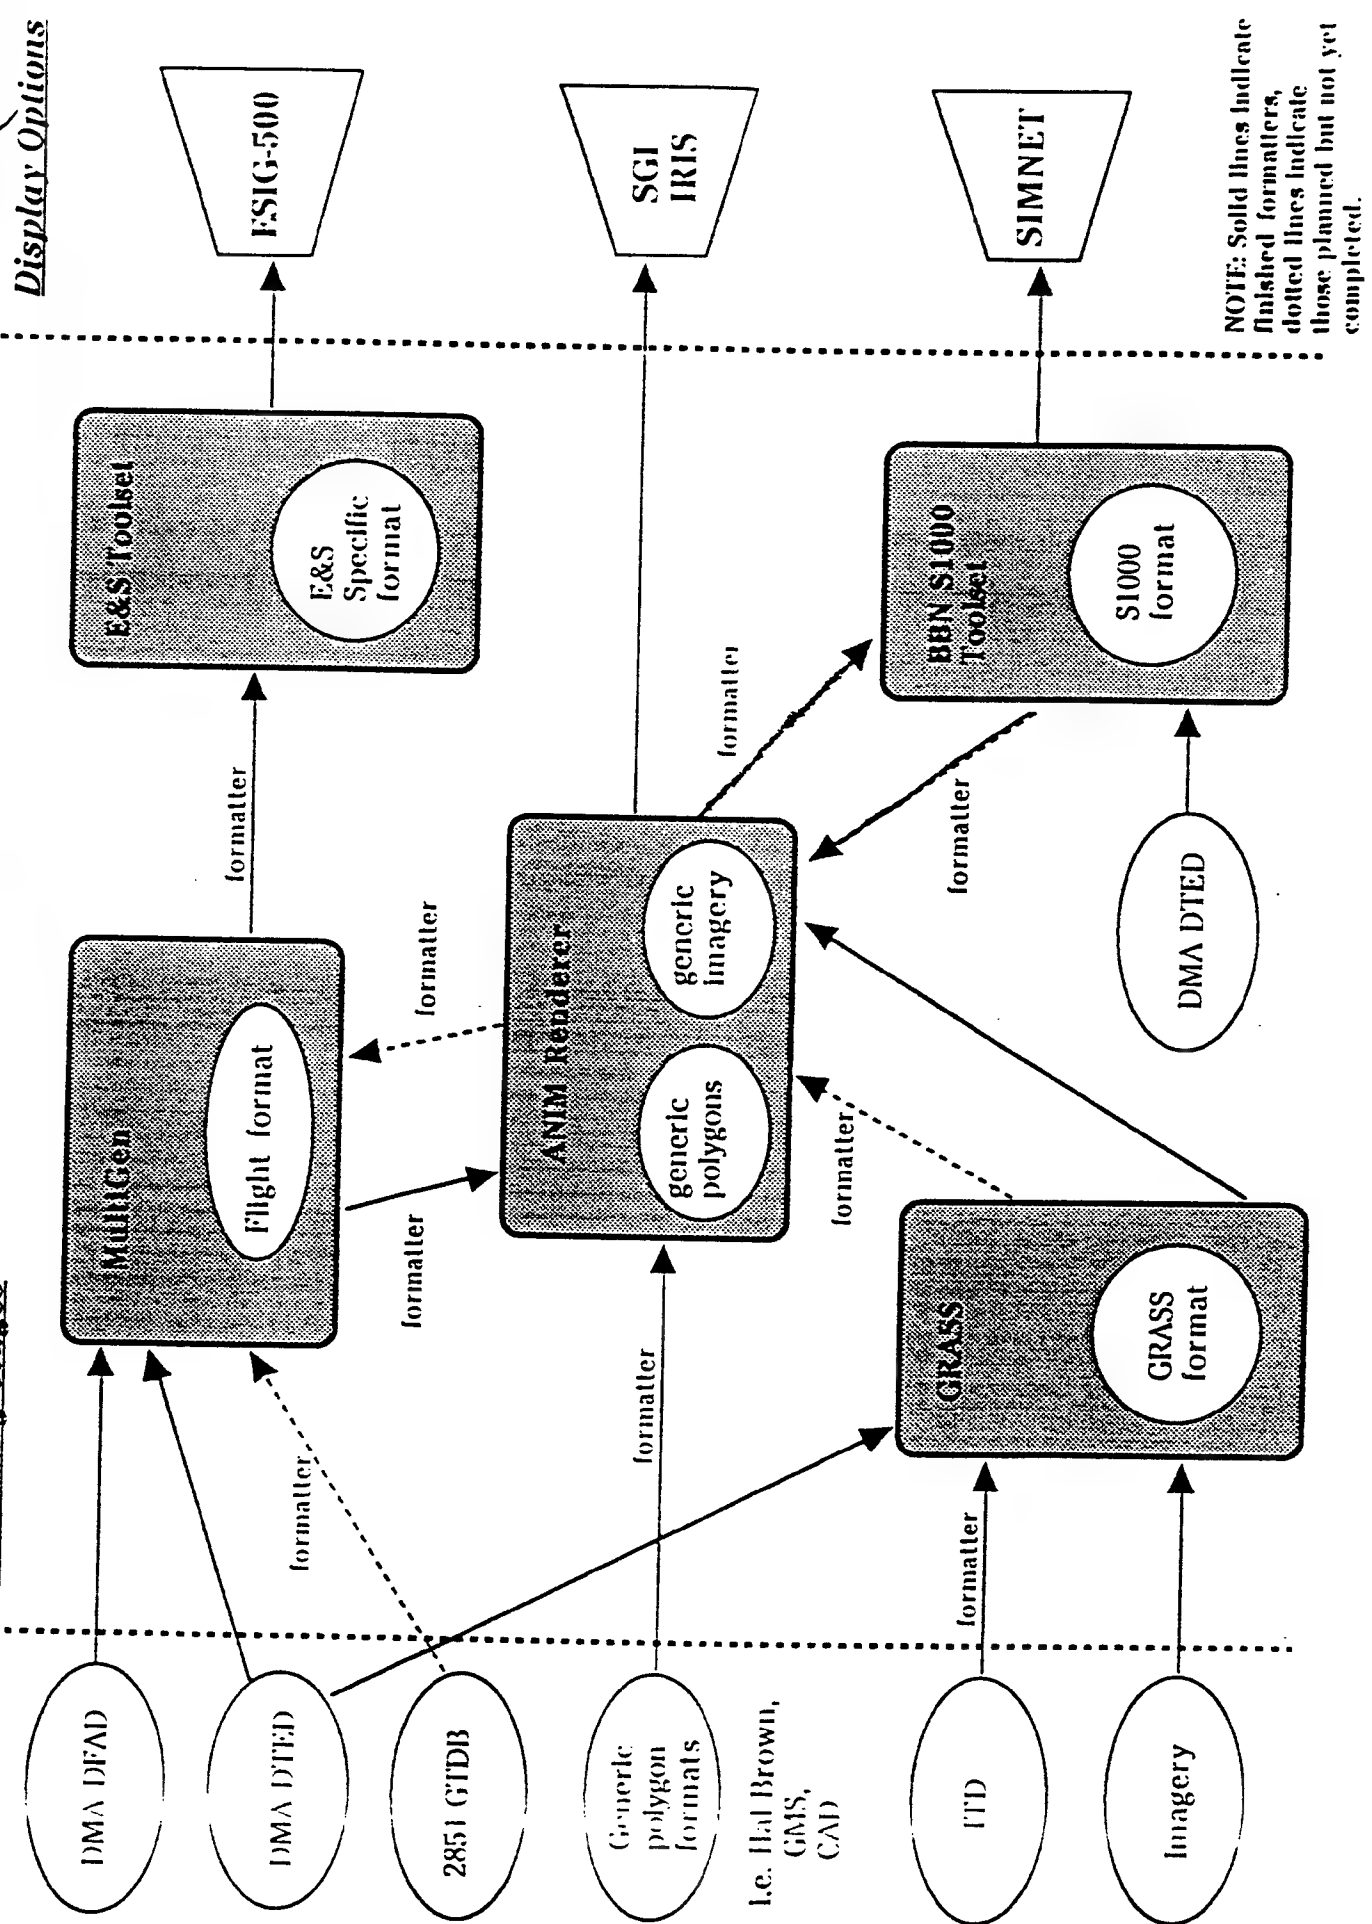 Display Options
DMA DFAD
DMA DTED
2851 GTDB
Generic
polygon
formats
i.e. Hal Brown,
GMS,
CAD
ITD
Imagery
formatter
formatter
formatter
MultiGen
Flight format
formatter
formatter
formatter
ANIM Renderer
generic
polygons
generic
imagery
GRASS
GRASS
format
formatter
formatter
E&S Toolset
E&S
Specific
format
formatter
formatter
BBN S1000
Toolset
S1000
format
DMA DTED
ESIG-500
SGI
IRIS
SIMNET
NOTE: Solid lines indicate
finished formatters,
dotted lines indicate
those planned but not yet
completed.